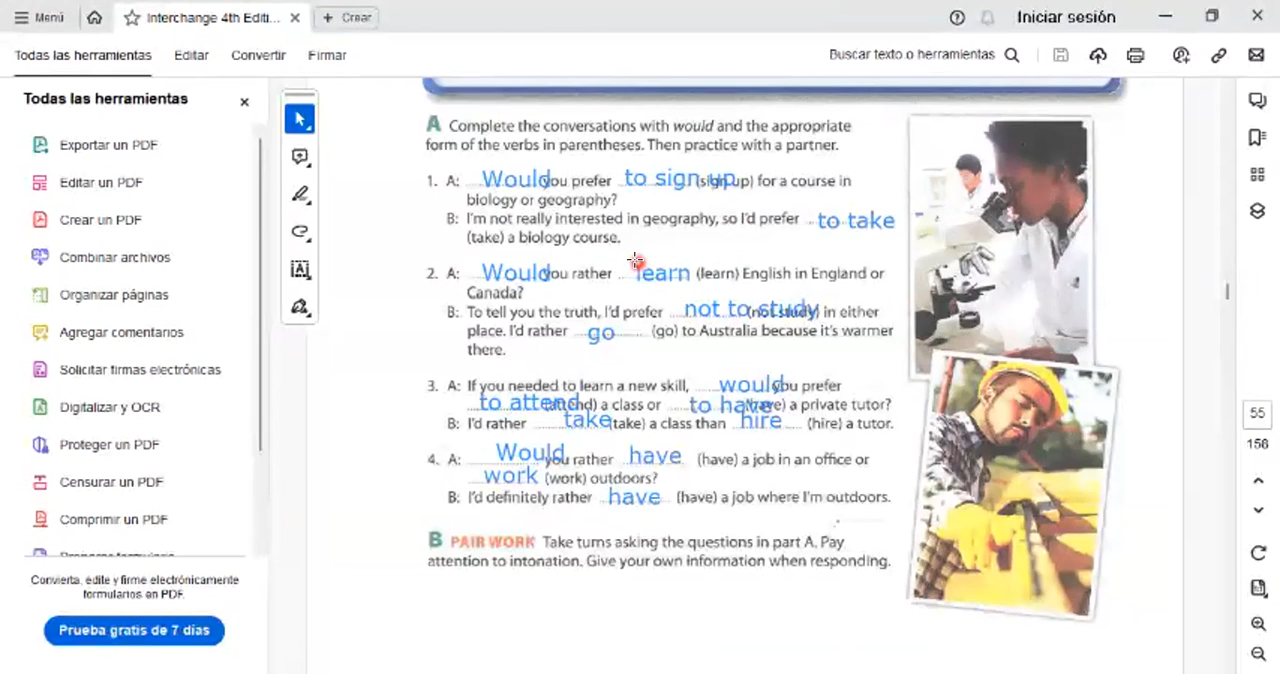 Menú
Interchange 4th Editi...
Crear
Iniciar sesión
Todas las herramientas
Editar
Convertir
Firmar
Buscar texto o herramientas
Todas las herramientas
Exportar un PDF
Editar un PDF
Crear un PDF
Combinar archivos
Organizar páginas
Agregar comentarios
Solicitar firmas electrónicas
Digitalizar y OCR
Proteger un PDF
Censurar un PDF
Comprimir un PDF
Convierta, edite y firme electrónicamente
formularios en PDF.
Prueba gratis de 7 días
A Complete the conversations with would and the appropriate
form of the verbs in parentheses. Then practice with a partner.
1. A: Would you prefer to sign up (sign up) for a course in
biology or geography?
B: I'm not really interested in geography, so I'd prefer to take
(take) a biology course.
2. A: Would you rather learn (learn) English in England or
Canada?
B: To tell you the truth, I'd prefer not to study (not study) in either
place. I'd rather go (go) to Australia because it's warmer
there.
3. A: If you needed to learn a new skill, would you prefer
to attend (attend) a class or to have (have) a private tutor?
B: I'd rather take (take) a class than hire (hire) a tutor.
4. A: Would you rather have (have) a job in an office or
work (work) outdoors?
B: I'd definitely rather have (have) a job where I'm outdoors.
B PAIR WORK Take turns asking the questions in part A. Pay
attention to intonation. Give your own information when responding.
55
156